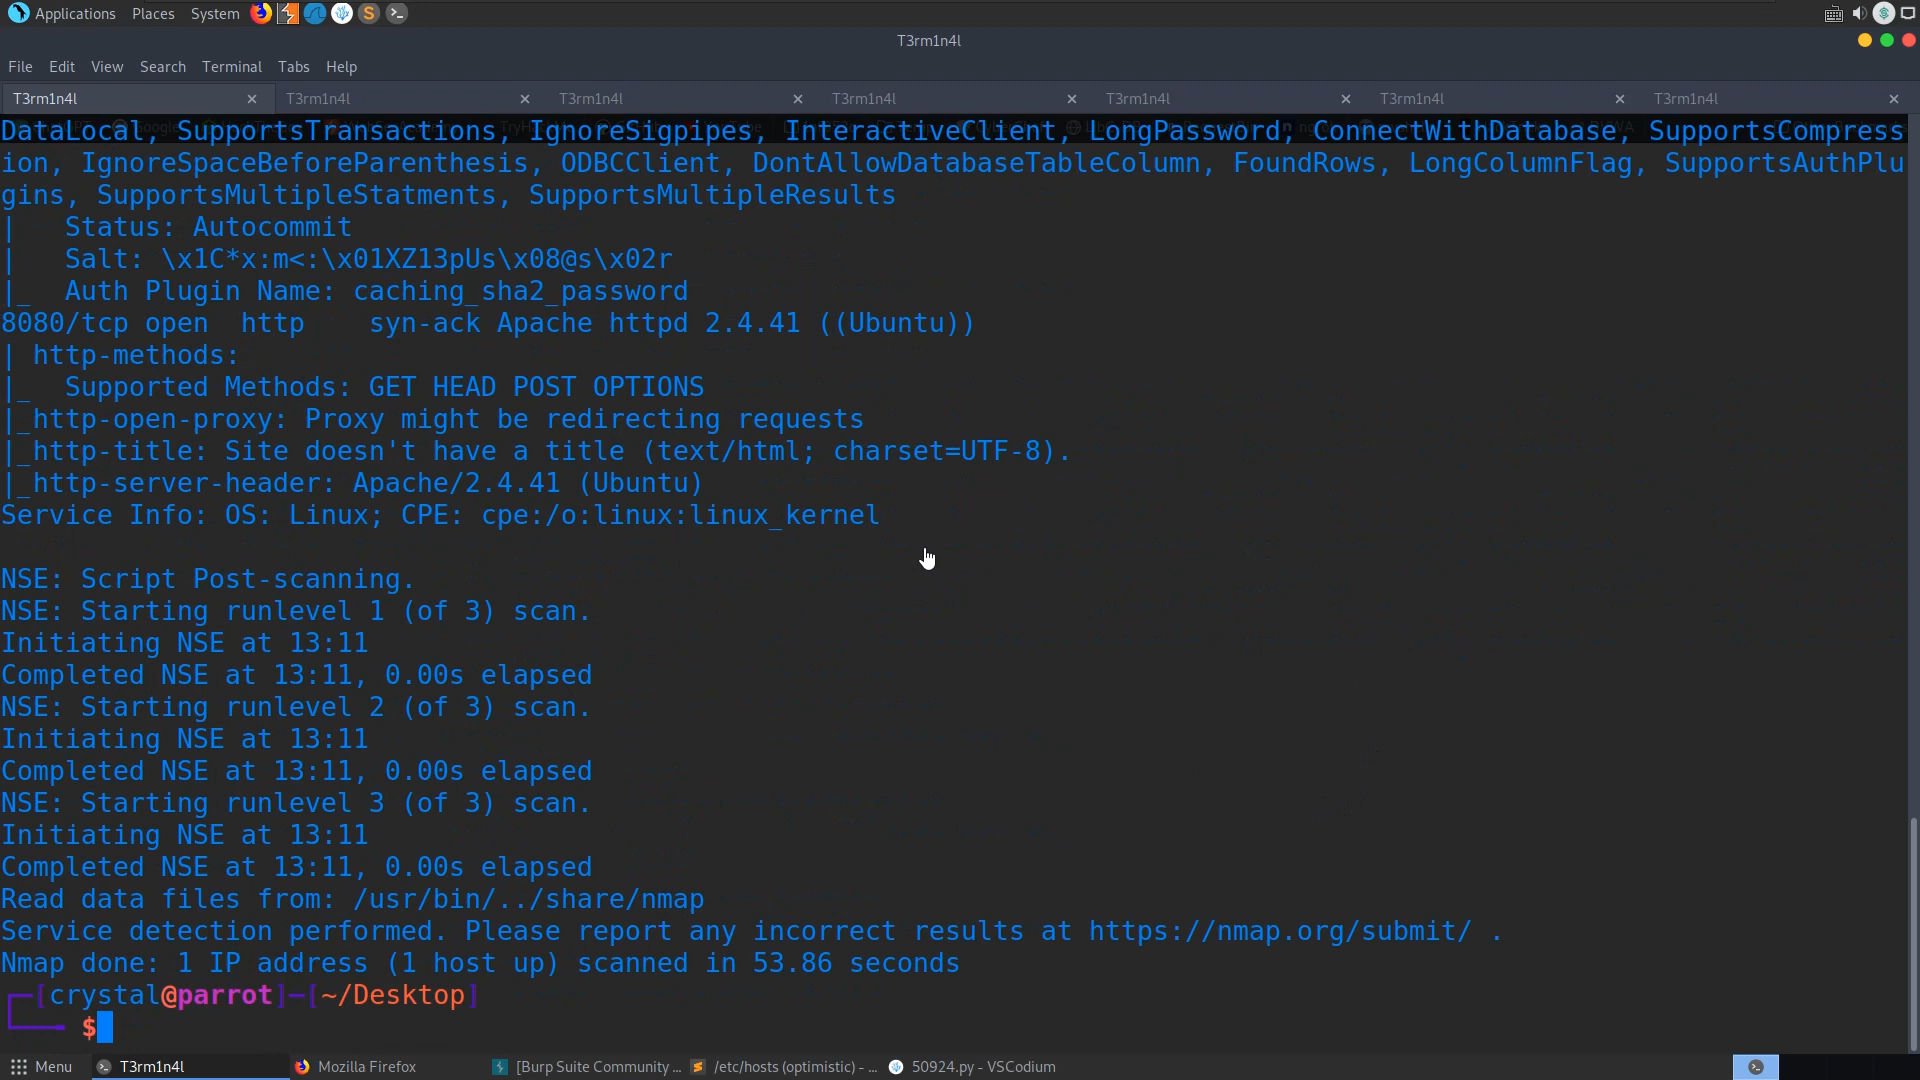 Applications Places System
T3rm1n4l
File Edit View Search Terminal Tabs Help
T3rm1n4l T3rm1n4l T3rm1n4l T3rm1n4l T3rm1n4l T3rm1n4l T3rm1n4l
DataLocal, SupportsTransactions, IgnoreSigpipes, InteractiveClient, LongPassword, ConnectWithDatabase, SupportsCompress
ion, IgnoreSpaceBeforeParenthesis, ODBCClient, DontAllowDatabaseTableColumn, FoundRows, LongColumnFlag, SupportsAuthPlu
gins, SupportsMultipleStatments, SupportsMultipleResults
|   Status: Autocommit
|   Salt: \x1C*x:m<:\x01XZ13pUs\x08@s\x02r
|_  Auth Plugin Name: caching_sha2_password
8080/tcp open  http    syn-ack Apache httpd 2.4.41 ((Ubuntu))
| http-methods:
|_  Supported Methods: GET HEAD POST OPTIONS
|_http-open-proxy: Proxy might be redirecting requests
|_http-title: Site doesn't have a title (text/html; charset=UTF-8).
|_http-server-header: Apache/2.4.41 (Ubuntu)
Service Info: OS: Linux; CPE: cpe:/o:linux:linux_kernel
NSE: Script Post-scanning.
NSE: Starting runlevel 1 (of 3) scan.
Initiating NSE at 13:11
Completed NSE at 13:11, 0.00s elapsed
NSE: Starting runlevel 2 (of 3) scan.
Initiating NSE at 13:11
Completed NSE at 13:11, 0.00s elapsed
NSE: Starting runlevel 3 (of 3) scan.
Initiating NSE at 13:11
Completed NSE at 13:11, 0.00s elapsed
Read data files from: /usr/bin/../share/nmap
Service detection performed. Please report any incorrect results at https://nmap.org/submit/ .
Nmap done: 1 IP address (1 host up) scanned in 53.86 seconds
┌─[crystal@parrot]─[~/Desktop]
└──╼ $
Menu T3rm1n4l Mozilla Firefox [Burp Suite Community ... /etc/hosts (optimistic) - ... 50924.py - VSCodium